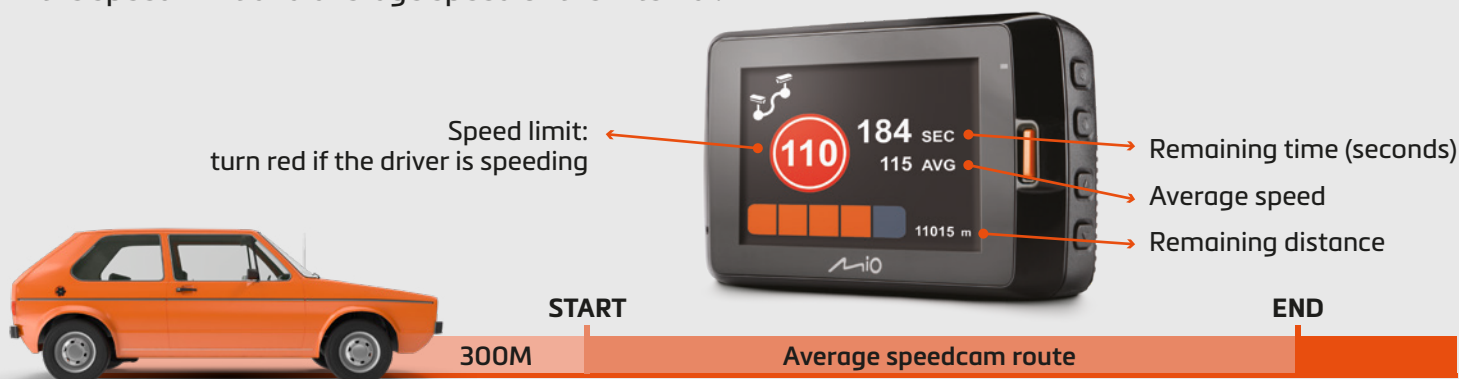 Speed limit:
turn red if the driver is speeding
110
184 SEC
115 AVG
11015 m
Mio
Remaining time (seconds)
Average speed
Remaining distance
START
END
300M
Average speedcam route